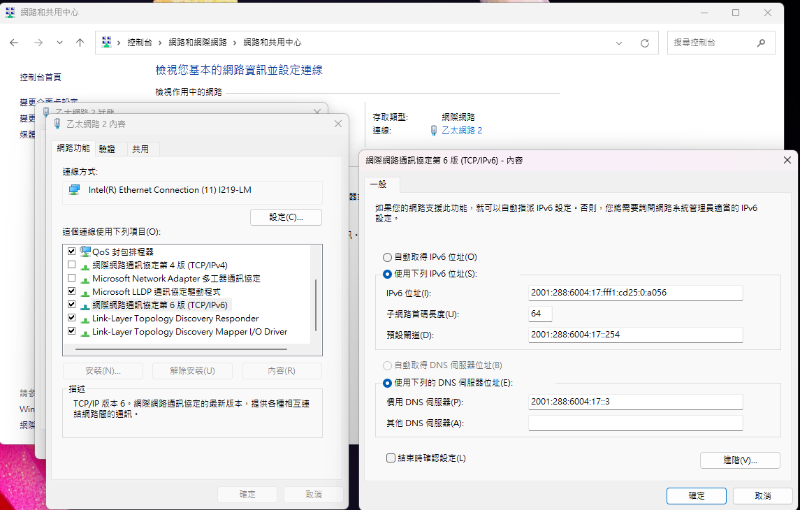 網路和共用中心
控制台 > 網路和網際網路 > 網路和共用中心
搜尋控制台
控制台首頁
檢視您基本的網路資訊並設定連線
檢視作用中的網路
存取類型: 網際網路
連線: 乙太網路 2
乙太網路 2 狀態
乙太網路 2 內容
網路功能 驗證 共用
連線方式:
Intel(R) Ethernet Connection (11) I219-LM
設定(C)...
這個連線使用下列項目(O):
QoS 封包排程器
網際網路通訊協定第 4 版 (TCP/IPv4)
Microsoft Network Adapter 多工器通訊協定
Microsoft LLDP 通訊協定驅動程式
網際網路通訊協定第 6 版 (TCP/IPv6)
Link-Layer Topology Discovery Responder
Link-Layer Topology Discovery Mapper I/O Driver
安裝(N)... 解除安裝(U) 內容(R)
描述
TCP/IP 版本 6。網際網路通訊協定的最新版本，提供各種相互連
結網路間的通訊。
確定 取消
網際網路通訊協定第 6 版 (TCP/IPv6) - 內容
一般
如果您的網路支援此功能，就可以自動指派 IPv6 設定。否則，您將需要詢問網路系統管理員適當的 IPv6
設定。
自動取得 IPv6 位址(O)
使用下列 IPv6 位址(S):
IPv6 位址(I): 2001:288:6004:17:fff1:cd25:0:a056
子網路首碼長度(U): 64
預設閘道(D): 2001:288:6004:17::254
自動取得 DNS 伺服器位址(B)
使用下列的 DNS 伺服器位址(E):
慣用 DNS 伺服器(P): 2001:288:6004:17::3
其他 DNS 伺服器(A):
結束時確認設定(L)
進階(V)...
確定 取消